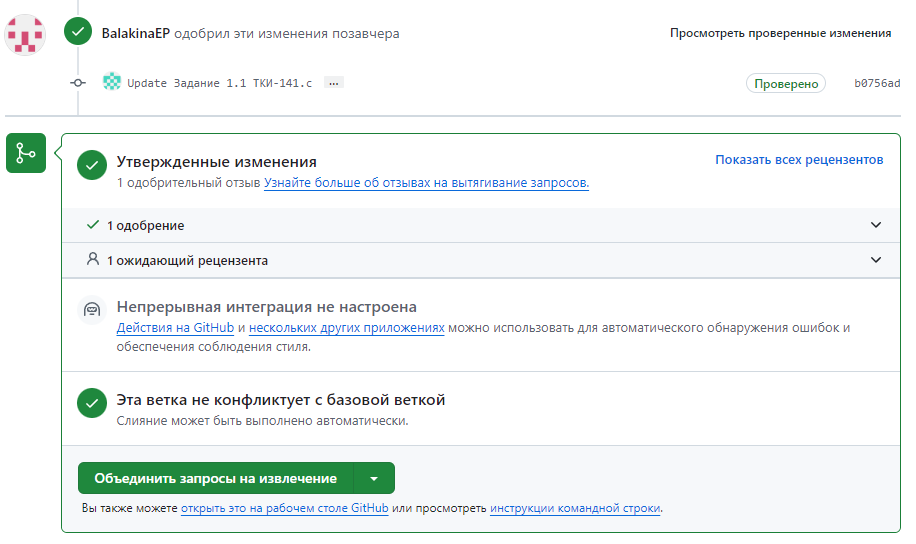 BalakinaEP одобрил эти изменения позавчера
Просмотреть проверенные изменения
Update Задание 1.1 ТКИ-141.c ...
Проверено
b0756ad
Утвержденные изменения
Показать всех рецензентов
1 одобрительный отзыв Узнайте больше об отзывах на вытягивание запросов.
1 одобрение
1 ожидающий рецензента
Непрерывная интеграция не настроена
Действия на GitHub и нескольких других приложениях можно использовать для автоматического обнаружения ошибок и
обеспечения соблюдения стиля.
Эта ветка не конфликтует с базовой веткой
Слияние может быть выполнено автоматически.
Объединить запросы на извлечение
Вы также можете открыть это на рабочем столе GitHub или просмотреть инструкции командной строки.